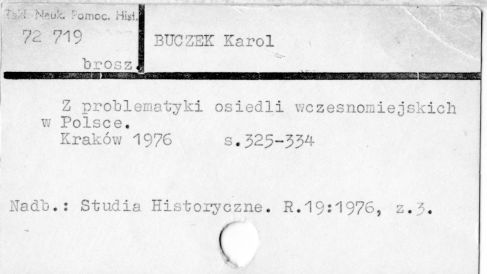 Zakł. Nauk. Pomoc. Hist.
72 719
BUCZEK Karol
brosz.
Z problematyki osiedli wczesnomiejskich
w Polsce.
Kraków 1976 s.325-334
Nadb.: Studia Historyczne. R.19:1976, z.3.